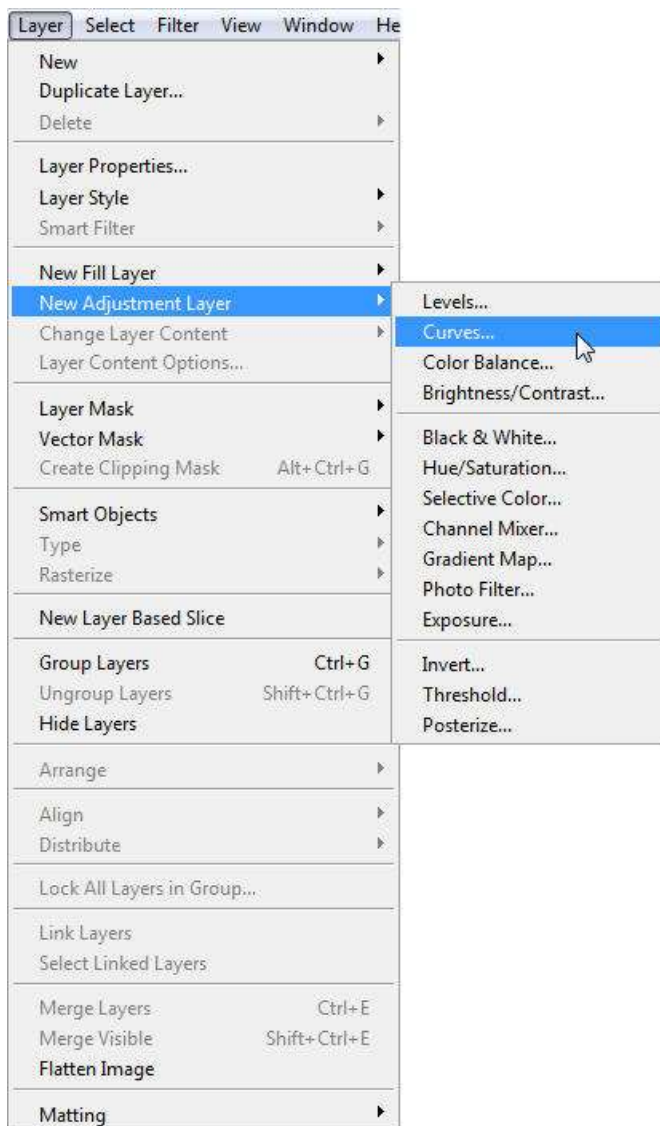 Layer Select Filter View Window He
New
Duplicate Layer...
Delete
Layer Properties...
Layer Style
Smart Filter
New Fill Layer
New Adjustment Layer
Change Layer Content
Layer Content Options...
Layer Mask
Vector Mask
Create Clipping Mask Alt+Ctrl+G
Smart Objects
Type
Rasterize
New Layer Based Slice
Group Layers Ctrl+G
Ungroup Layers Shift+Ctrl+G
Hide Layers
Arrange
Align
Distribute
Lock All Layers in Group...
Link Layers
Select Linked Layers
Merge Layers Ctrl+E
Merge Visible Shift+Ctrl+E
Flatten Image
Matting
Levels...
Curves...
Color Balance...
Brightness/Contrast...
Black & White...
Hue/Saturation...
Selective Color...
Channel Mixer...
Gradient Map...
Photo Filter...
Exposure...
Invert...
Threshold...
Posterize...